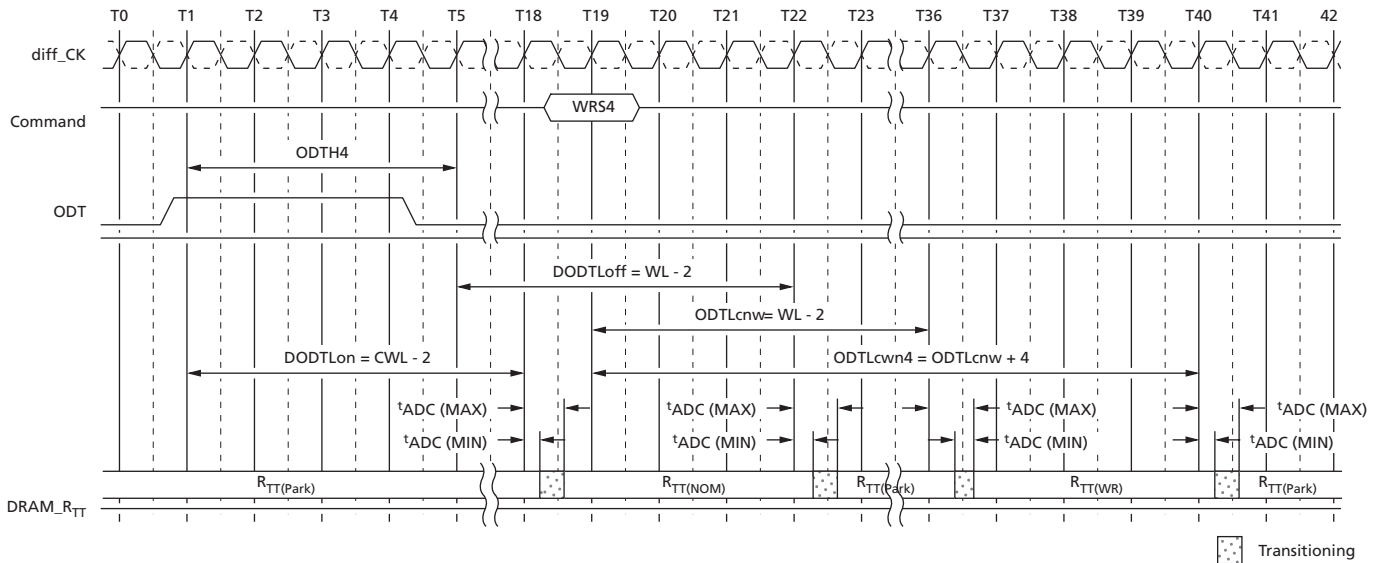 T0 T1 T2 T3 T4 T5 T18 T19 T20 T21 T22 T23 T36 T37 T38 T39 T40 T41 42
diff_CK
Command WRS4
ODTH4
ODT
DODTLoff = WL - 2
ODTLcnw= WL - 2
DODTLon = CWL - 2 ODTLcwn4 = ODTLcnw + 4
tADC (MAX) tADC (MAX) tADC (MAX) tADC (MAX)
tADC (MIN) tADC (MIN) tADC (MIN) tADC (MIN)
RTT(Park) RTT(NOM) RTT(Park) RTT(WR) RTT(Park)
DRAM_RTT
Transitioning